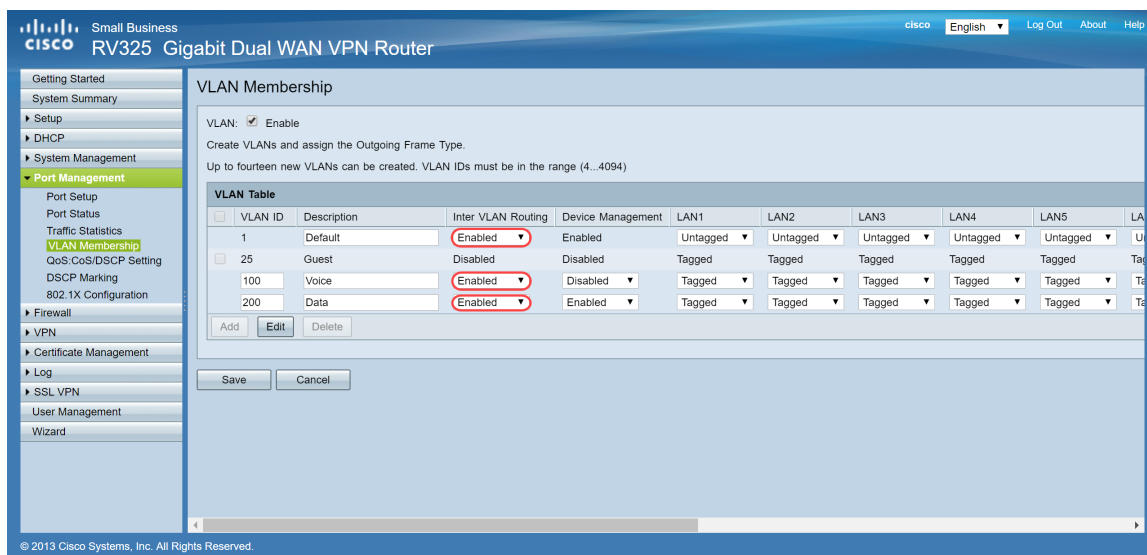 Small Business
cisco English Log Out About Help
CISCO RV325 Gigabit Dual WAN VPN Router
Getting Started
System Summary
Setup
DHCP
System Management
Port Management
Port Setup
Port Status
Traffic Statistics
VLAN Membership
QoS:CoS/DSCP Setting
DSCP Marking
802.1X Configuration
Firewall
VPN
Certificate Management
Log
SSL VPN
User Management
Wizard
VLAN Membership
VLAN: Enable
Create VLANs and assign the Outgoing Frame Type.
Up to fourteen new VLANs can be created. VLAN IDs must be in the range (4...4094)
VLAN Table
VLAN ID Description Inter VLAN Routing Device Management LAN1 LAN2 LAN3 LAN4 LAN5 LA
1 Default Enabled Enabled Untagged Untagged Untagged Untagged Untagged
25 Guest Disabled Disabled Tagged Tagged Tagged Tagged Tagged
100 Voice Enabled Disabled Tagged Tagged Tagged Tagged Tagged
200 Data Enabled Enabled Tagged Tagged Tagged Tagged Tagged
Add Edit Delete
Save Cancel
© 2013 Cisco Systems, Inc. All Rights Reserved.